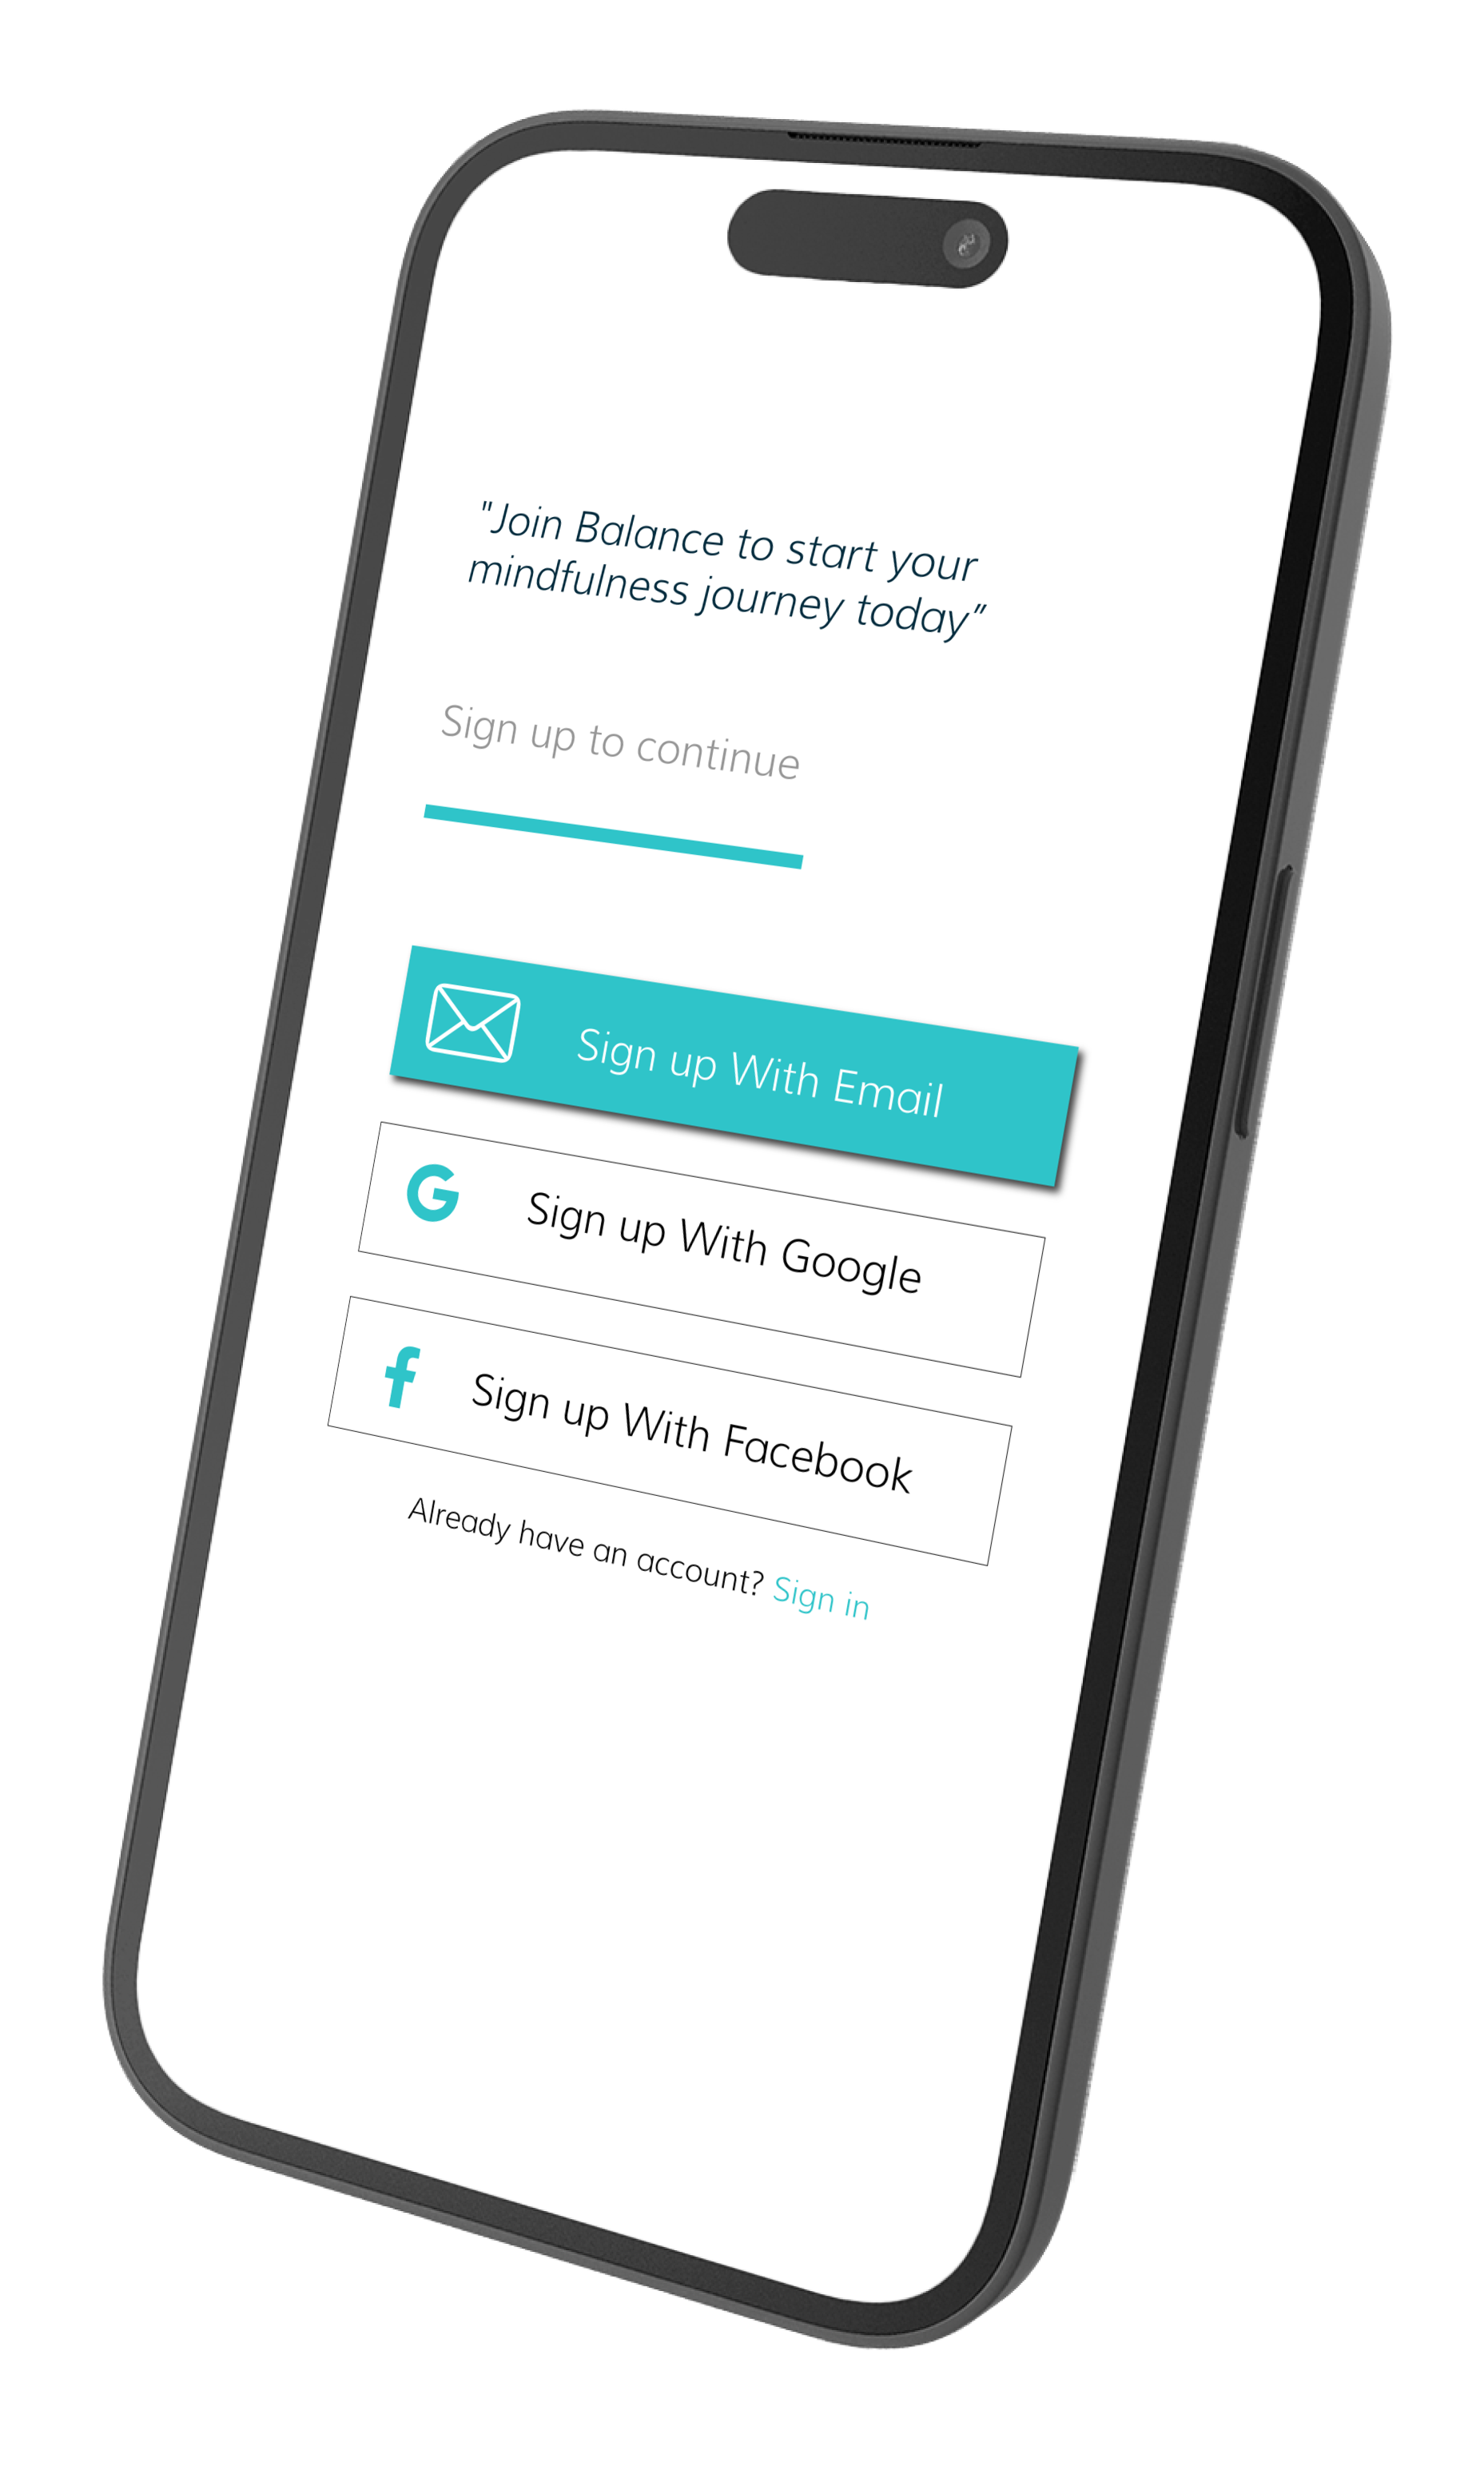 "Join Balance to start your
mindfulness journey today”
Sign up to continue
Sign up With Email
Sign up With Google
Sign up With Facebook
Already have an account? Sign in